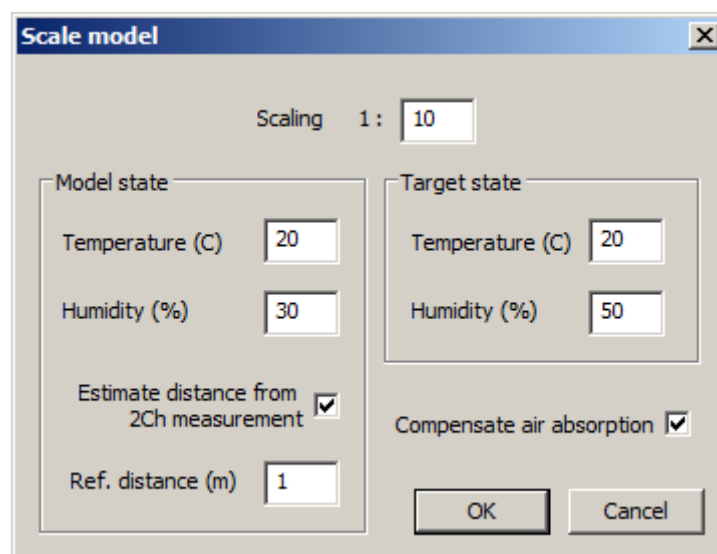 Scale model
Scaling 1 : 10
Model state
Temperature (C) 20
Humidity (%) 30
Estimate distance from
2Ch measurement
Ref. distance (m) 1
Target state
Temperature (C) 20
Humidity (%) 50
Compensate air absorption
OK Cancel